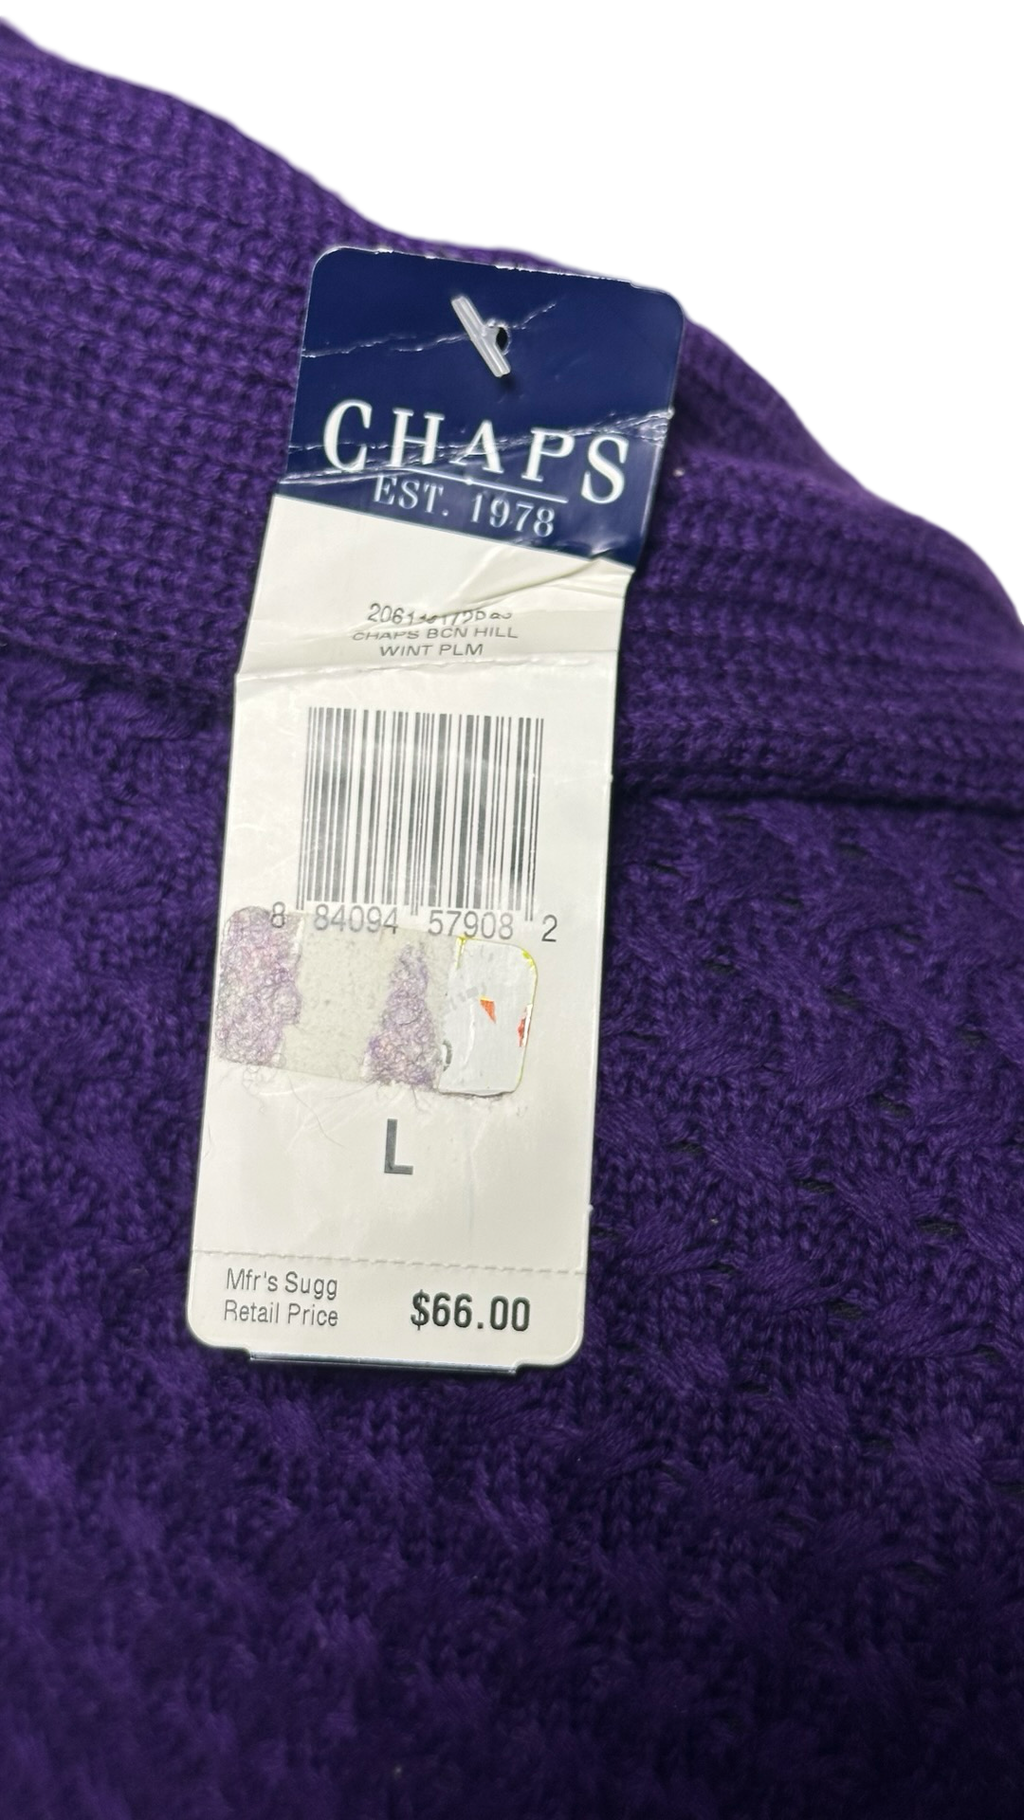 CHAPS
EST. 1978
CHAPS BCN HILL
WINT PLM
8 84094 57908 2
L
Mfr's Sugg
Retail Price $66.00